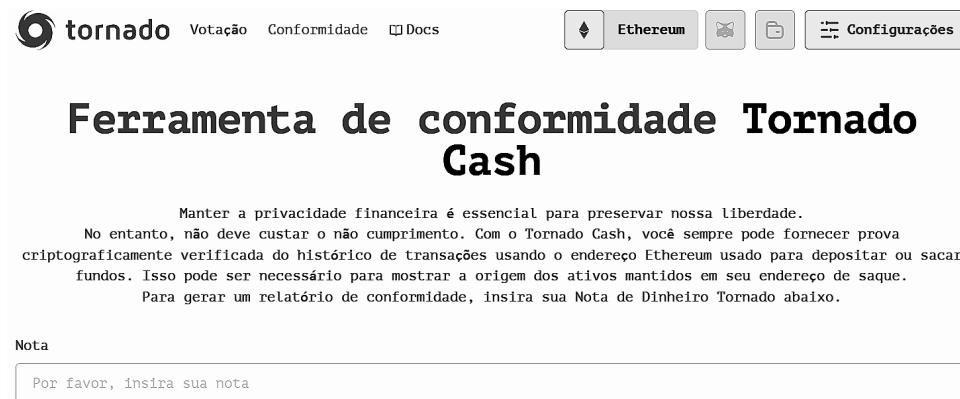 tornado Votação Conformidade Docs Ethereum Configurações
Ferramenta de conformidade Tornado
Cash
Manter a privacidade financeira é essencial para preservar nossa liberdade.
No entanto, não deve custar o não cumprimento. Com o Tornado Cash, você sempre pode fornecer prova
criptograficamente verificada do histórico de transações usando o endereço Ethereum usado para depositar ou sacar
fundos. Isso pode ser necessário para mostrar a origem dos ativos mantidos em seu endereço de saque.
Para gerar um relatório de conformidade, insira sua Nota de Dinheiro Tornado abaixo.
Nota
Por favor, insira sua nota